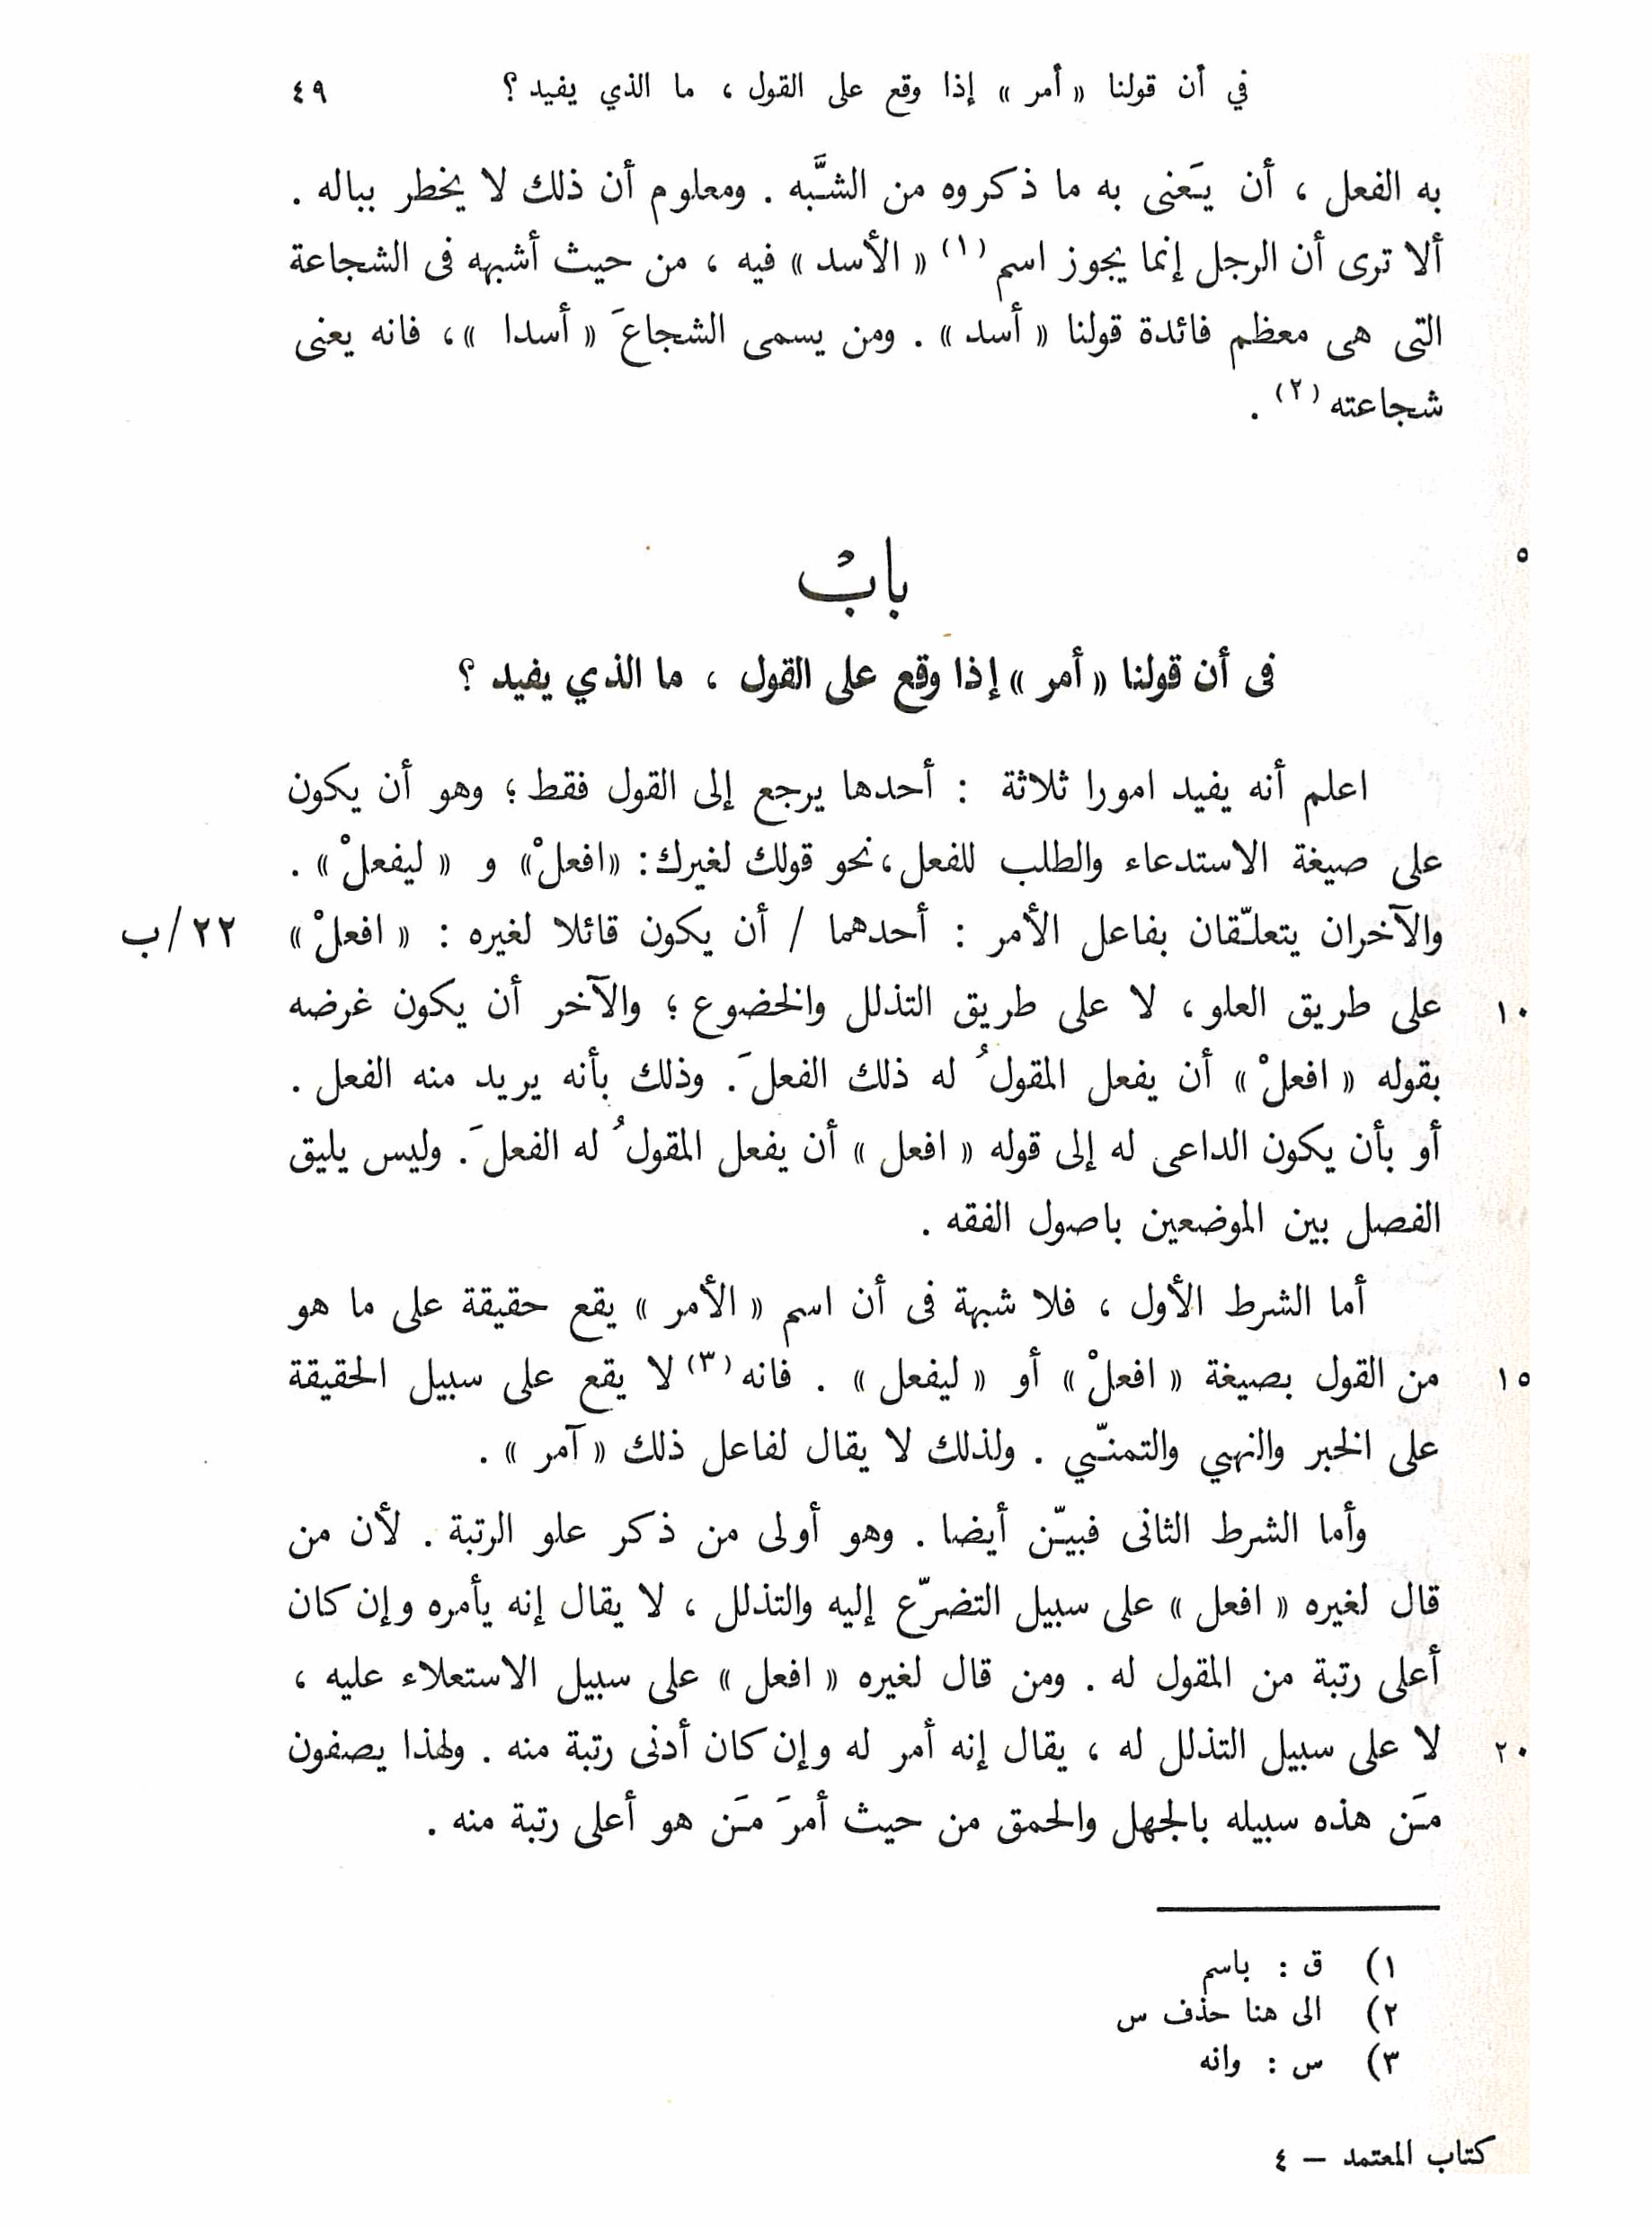 في أن قولنا « أمر » إذا وقع على القول ، ما الذي يفيد ؟ ٤٩
به الفعل ، أن يَعنى به ما ذكروه من الشَّبه . ومعلوم أن ذلك لا يخطر بباله .
ألا ترى أن الرجل إنما يجوز اسم (١) « الأسد » فيه ، من حيث أشبهه فى الشجاعة
التى هى معظم فائدة قولنا « أسد » . ومن يسمى الشجاعَ « أسدا » ، فانه يعنى
شجاعته (٢) .
٥
بابٌ
فى أن قولنا « أمر » إذا وقع على القول ، ما الذي يفيد ؟
اعلم أنه يفيد امورا ثلاثة : أحدها يرجع إلى القول فقط ؛ وهو أن يكون
على صيغة الاستدعاء والطلب للفعل ، نحو قولك لغيرك : « افعلْ » و « ليفعلْ » .
والآخران يتعلّقان بفاعل الأمر : أحدهما / أن يكون قائلا لغيره : « افعلْ » ٢٢/ب
١٠ على طريق العلو ، لا على طريق التذلل والخضوع ؛ والآخر أن يكون غرضه
بقوله « افعلْ » أن يفعل المقولُ له ذلك الفعلَ . وذلك بأنه يريد منه الفعل .
أو بأن يكون الداعى له إلى قوله « افعل » أن يفعل المقولُ له الفعلَ . وليس يليق
الفصل بين الموضعين باصول الفقه .
أما الشرط الأول ، فلا شبهة فى أن اسم « الأمر » يقع حقيقة على ما هو
١٥ من القول بصيغة « افعلْ » أو « ليفعل » . فانه (٣) لا يقع على سبيل الحقيقة
على الخبر والنهي والتمنّي . ولذلك لا يقال لفاعل ذلك « آمر » .
وأما الشرط الثانى فبيّن أيضا . وهو أولى من ذكر علو الرتبة . لأن من
قال لغيره « افعل » على سبيل التضرّع إليه والتذلل ، لا يقال إنه يأمره وإن كان
أعلى رتبة من المقول له . ومن قال لغيره « افعل » على سبيل الاستعلاء عليه ،
٢٠ لا على سبيل التذلل له ، يقال إنه أمر له وإن كان أدنى رتبة منه . ولهذا يصفون
مَن هذه سبيله بالجهل والحمق من حيث أمرَ مَن هو أعلى رتبة منه .
١) ق : باسم
٢) الى هنا حذف س
٣) س : وانه
كتاب المعتمد – ٤